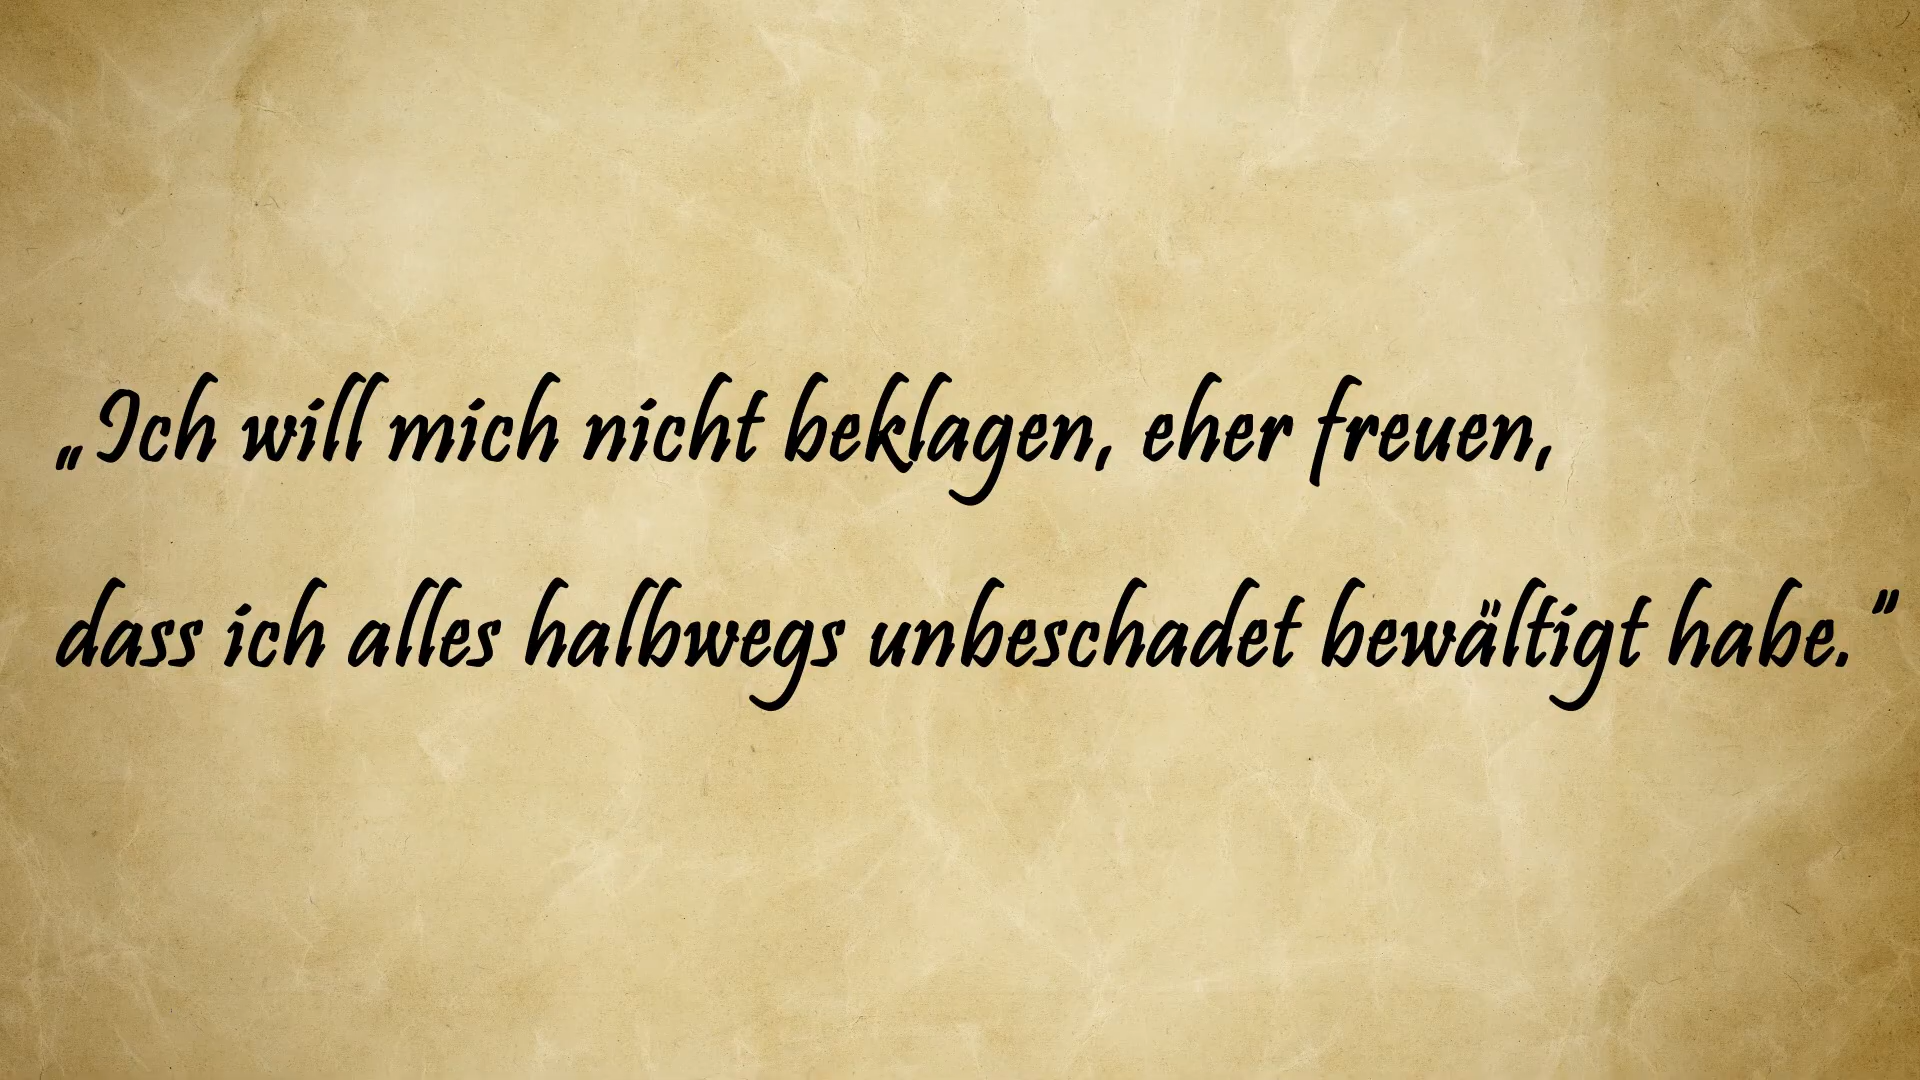 „Ich will mich nicht beklagen, eher freuen,
dass ich alles halbwegs unbeschadet bewältigt habe.”